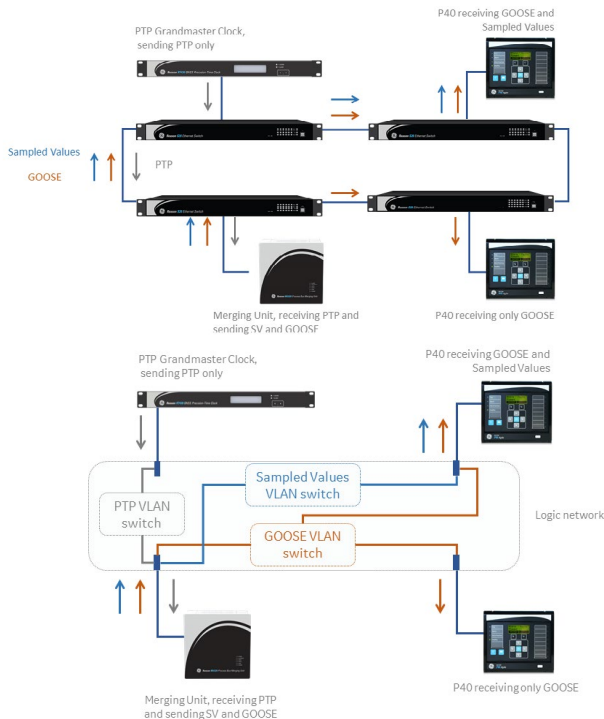 PTP Grandmaster Clock,
sending PTP only
P40 receiving GOOSE and
Sampled Values
Sampled Values
GOOSE
PTP
Merging Unit, receiving PTP and
sending SV and GOOSE
P40 receiving only GOOSE
PTP Grandmaster Clock,
sending PTP only
P40 receiving GOOSE and
Sampled Values
Sampled Values
VLAN switch
PTP VLAN
switch
GOOSE VLAN
switch
Logic network
Merging Unit, receiving PTP
and sending SV and GOOSE
P40 receiving only GOOSE